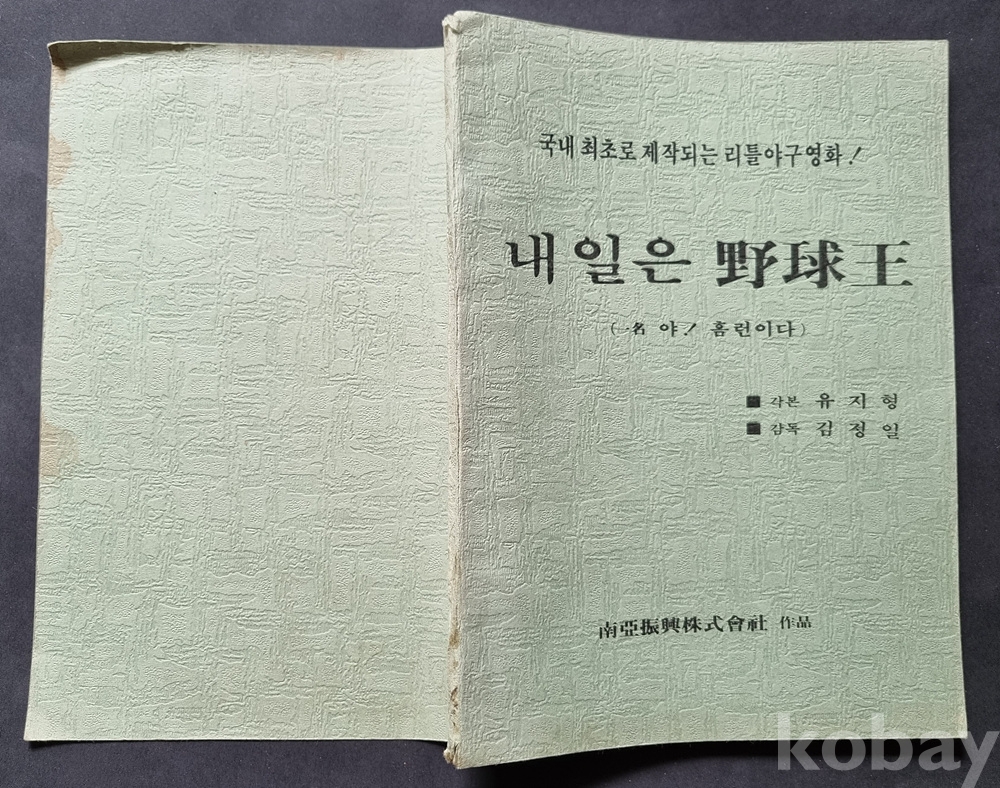 국내 최초로 제작되는 리틀야구영화!
내일은 野球王
(一名 야! 홈런이다)
■ 각본 유지형
■ 감독 김정일
南亞振興株式會社 作品
kobay